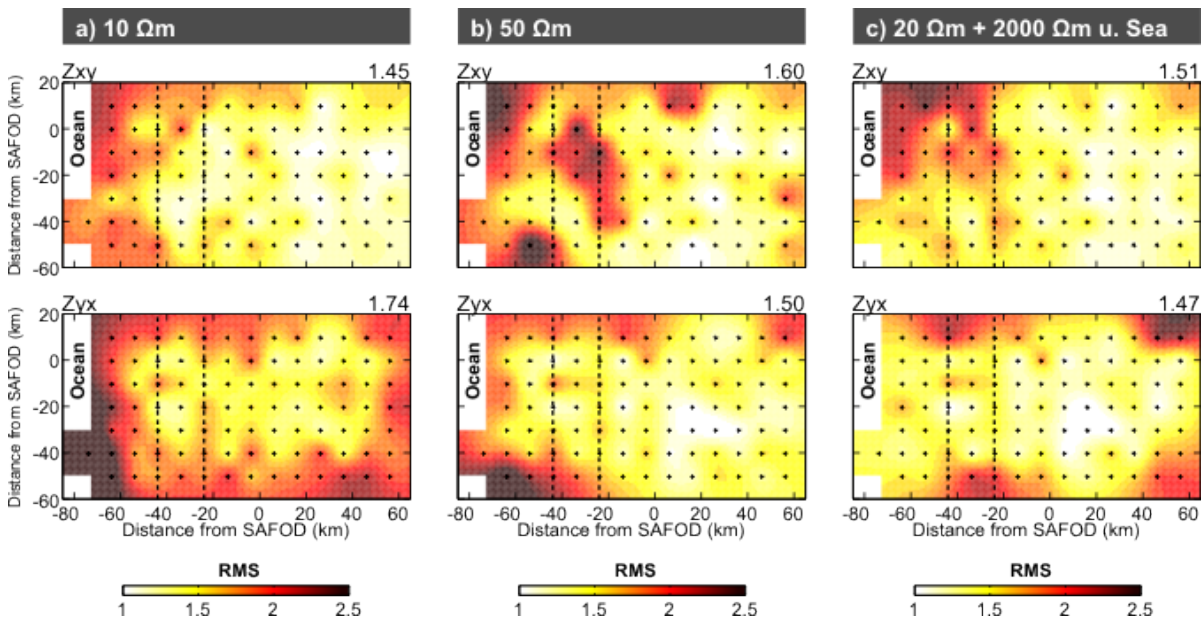 a) 10 Ωm
b) 50 Ωm
c) 20 Ωm + 2000 Ωm u. Sea
Zxy 1.45
Zxy 1.60
Zxy 1.51
Distance from SAFOD (km)
20
0
-20
-40
-60
Ocean
Ocean
Ocean
Zyx 1.74
Zyx 1.50
Zyx 1.47
Distance from SAFOD (km)
20
0
-20
-40
-60
Ocean
Ocean
Ocean
-80 -60 -40 -20 0 20 40 60
-80 -60 -40 -20 0 20 40 60
-80 -60 -40 -20 0 20 40 60
Distance from SAFOD (km)
Distance from SAFOD (km)
Distance from SAFOD (km)
RMS
RMS
RMS
1 1.5 2 2.5
1 1.5 2 2.5
1 1.5 2 2.5